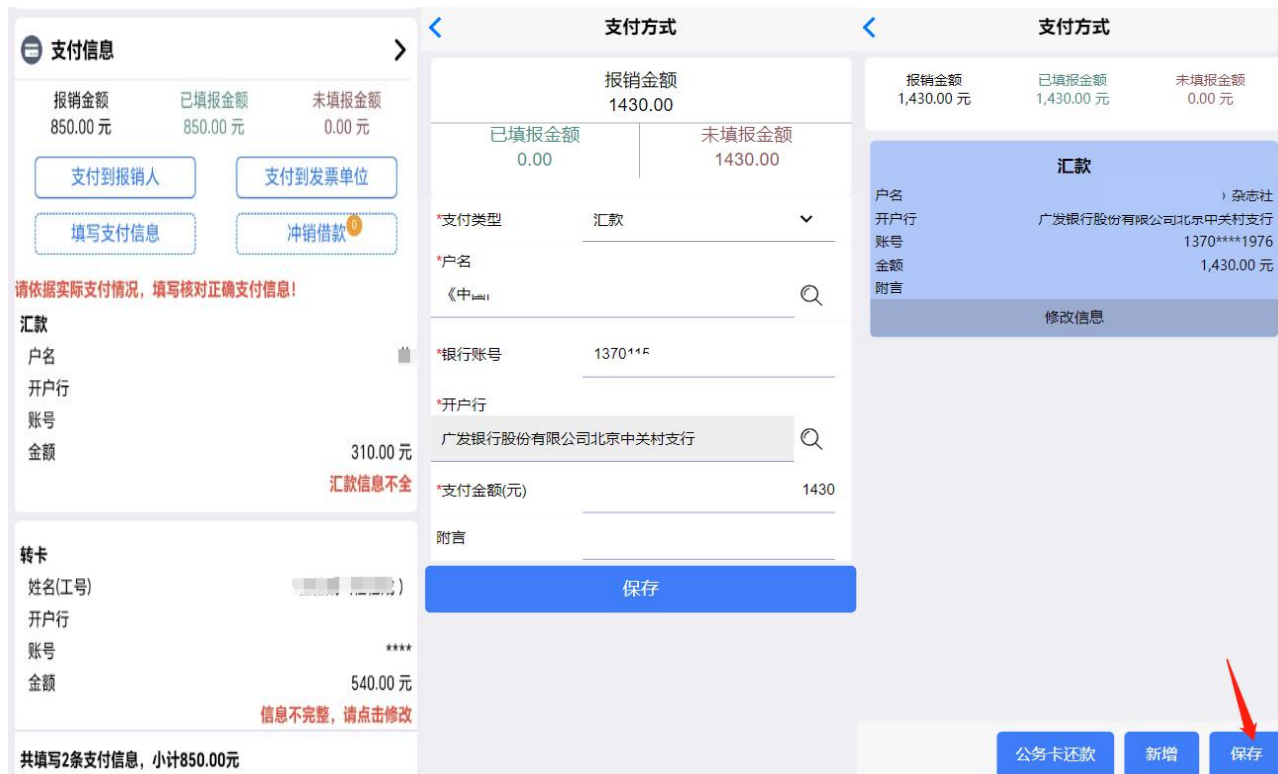 支付信息
报销金额 已填报金额 未填报金额
850.00 元 850.00 元 0.00 元
支付到报销人 支付到发票单位
填写支付信息 冲销借款 0
请依据实际支付情况，填写核对正确支付信息！
汇款
户名
开户行
账号
金额 310.00 元
汇款信息不全
转卡
姓名(工号) )
开户行
账号 ****
金额 540.00 元
信息不完整，请点击修改
共填写2条支付信息，小计850.00元
支付方式
报销金额
1430.00
已填报金额 未填报金额
0.00 1430.00
*支付类型 汇款
*户名
《中
*银行账号 1370115
*开户行
广发银行股份有限公司北京中关村支行
*支付金额(元) 1430
附言
保存
支付方式
报销金额 已填报金额 未填报金额
1,430.00 元 1,430.00 元 0.00 元
汇款
户名 杂志社
开户行 广发银行股份有限公司北京中关村支行
账号 1370****1976
金额 1,430.00 元
附言
修改信息
公务卡还款 新增 保存